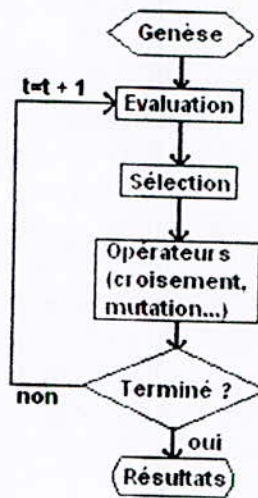 Genèse
t=t + 1
Evaluation
Sélection
Opérateurs
(croisement,
mutation...)
Terminé ?
non
oui
Résultats